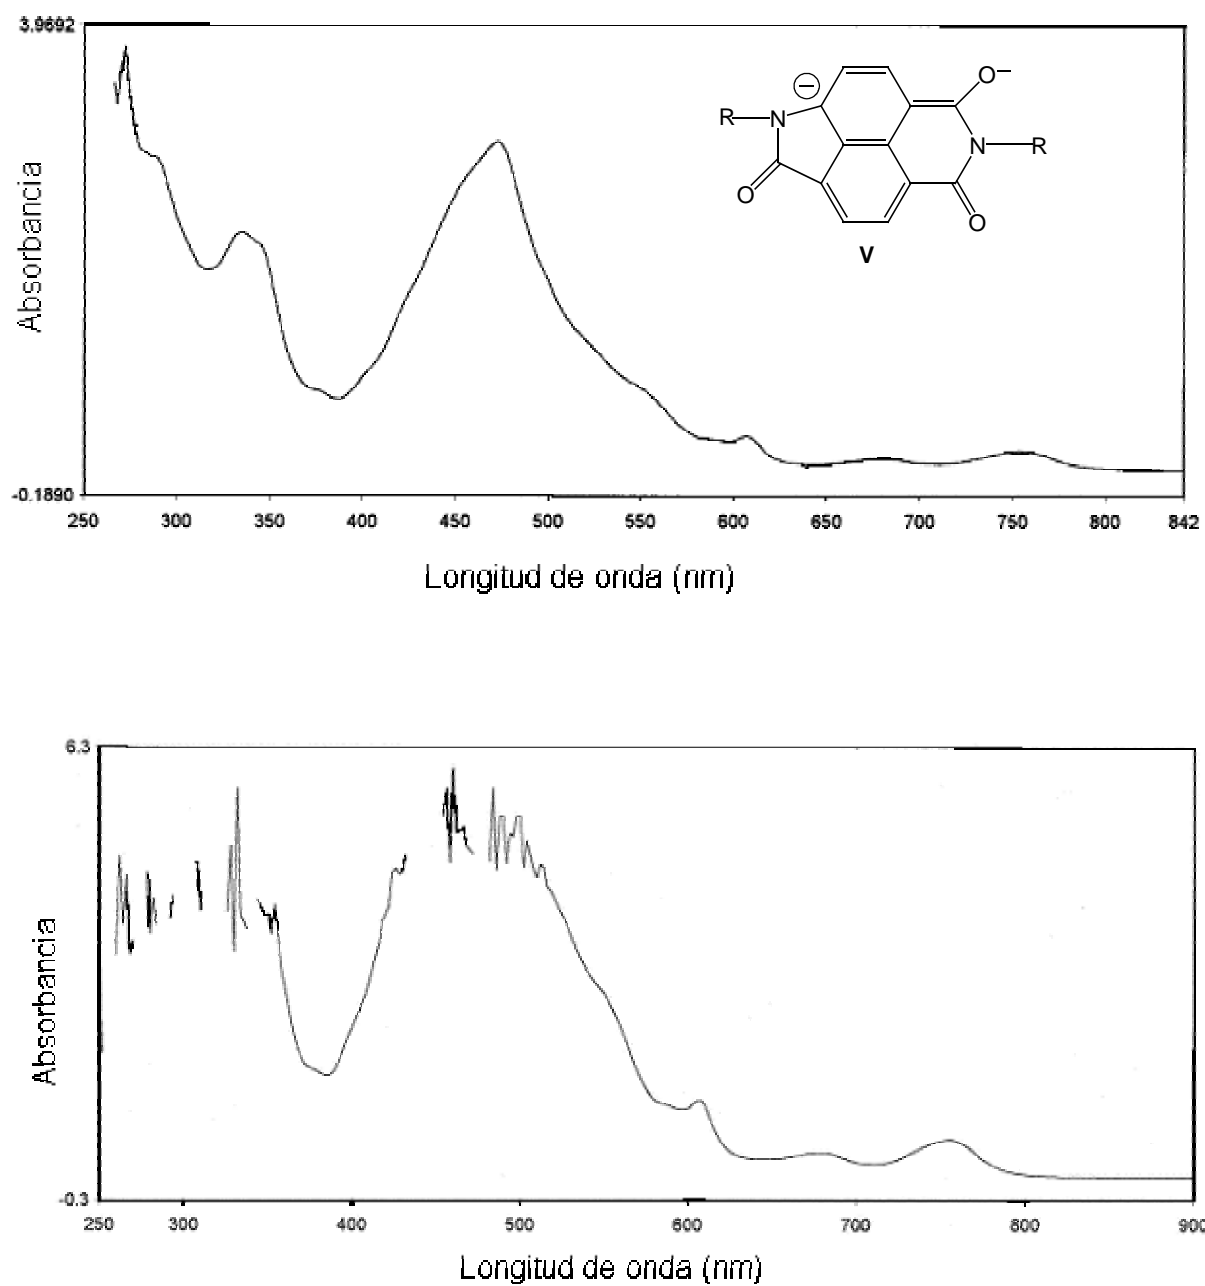 3.9692
Absorbancia
-0.1890
250 300 350 400 450 500 550 600 650 700 750 800 842
Longitud de onda (nm)
O−
−
R N
N R
O
O
V
6.3
Absorbancia
-0.3
250 300 400 500 600 700 800 900
Longitud de onda (nm)